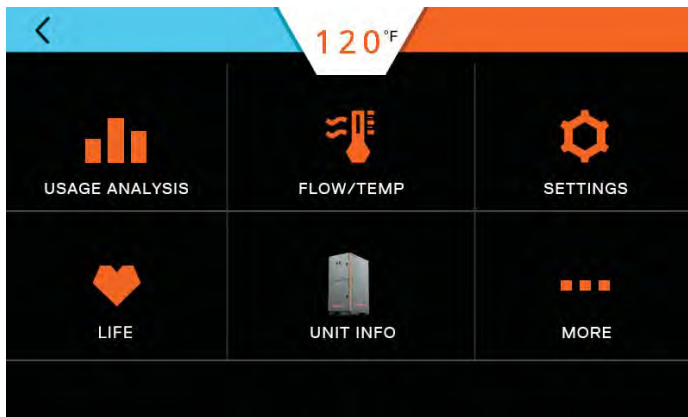 120°F
USAGE ANALYSIS FLOW/TEMP SETTINGS
LIFE UNIT INFO MORE